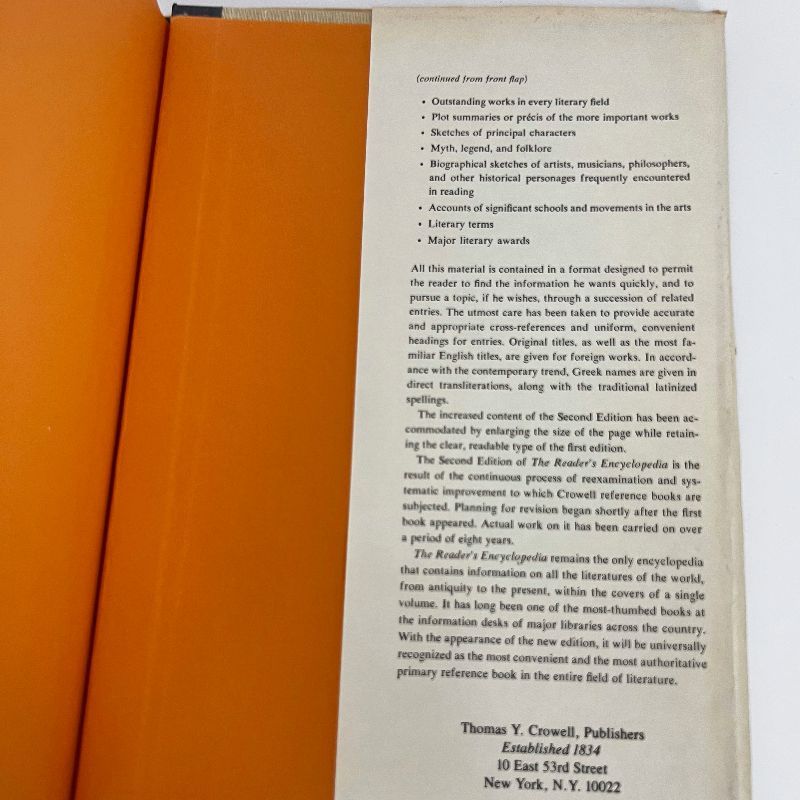 (continued from front flap)
• Outstanding works in every literary field
• Plot summaries or précis of the more important works
• Sketches of principal characters
• Myth, legend, and folklore
• Biographical sketches of artists, musicians, philosophers,
and other historical personages frequently encountered
in reading
• Accounts of significant schools and movements in the arts
• Literary terms
• Major literary awards
All this material is contained in a format designed to permit
the reader to find the information he wants quickly, and to
pursue a topic, if he wishes, through a succession of related
entries. The utmost care has been taken to provide accurate
and appropriate cross-references and uniform, convenient
headings for entries. Original titles, as well as the most fa-
miliar English titles, are given for foreign works. In accord-
ance with the contemporary trend, Greek names are given in
direct transliterations, along with the traditional latinized
spellings.
The increased content of the Second Edition has been ac-
commodated by enlarging the size of the page while retain-
ing the clear, readable type of the first edition.
The Second Edition of The Reader's Encyclopedia is the
result of the continuous process of reexamination and sys-
tematic improvement to which Crowell reference books are
subjected. Planning for revision began shortly after the first
book appeared. Actual work on it has been carried on over
a period of eight years.
The Reader's Encyclopedia remains the only encyclopedia
that contains information on all the literatures of the world,
from antiquity to the present, within the covers of a single
volume. It has long been one of the most-thumbed books at
the information desks of major libraries across the country.
With the appearance of the new edition, it will be universally
recognized as the most convenient and the most authoritative
primary reference book in the entire field of literature.
Thomas Y. Crowell, Publishers
Established 1834
10 East 53rd Street
New York, N.Y. 10022